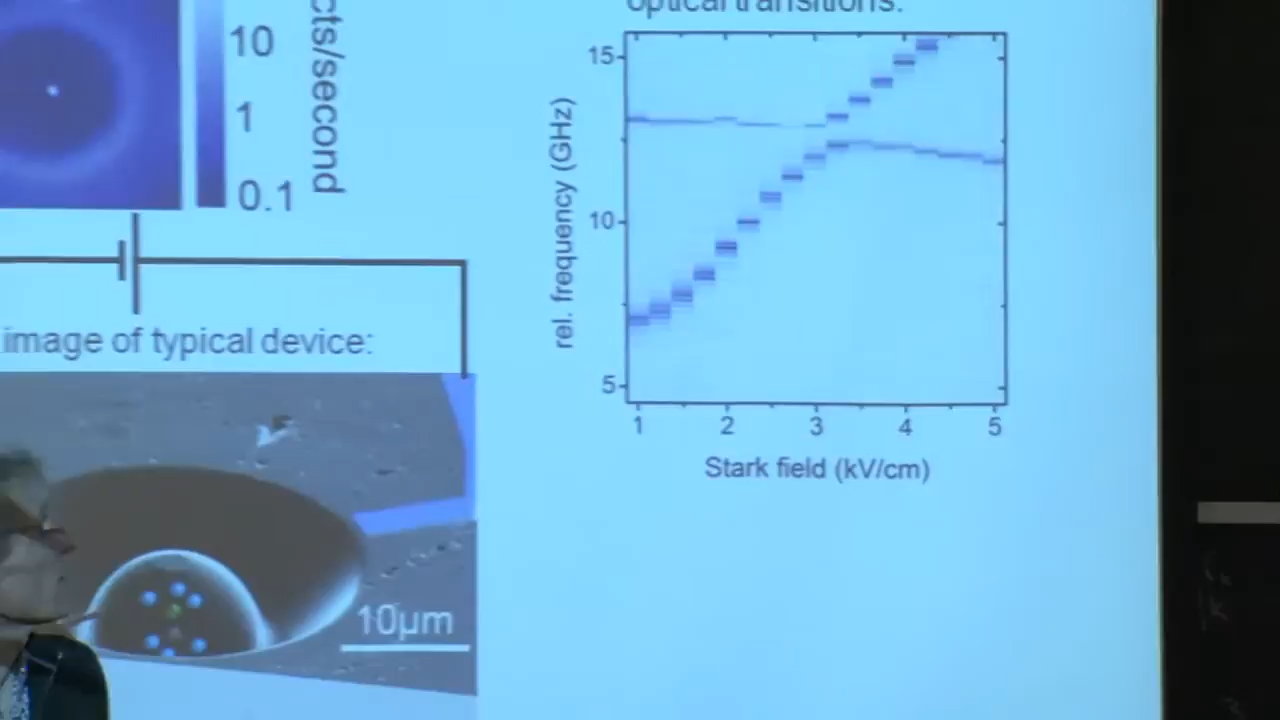 10
1
0.1
cts/second
image of typical device:
10µm
optical transitions:
15
10
5
rel. frequency (GHz)
1 2 3 4 5
Stark field (kV/cm)